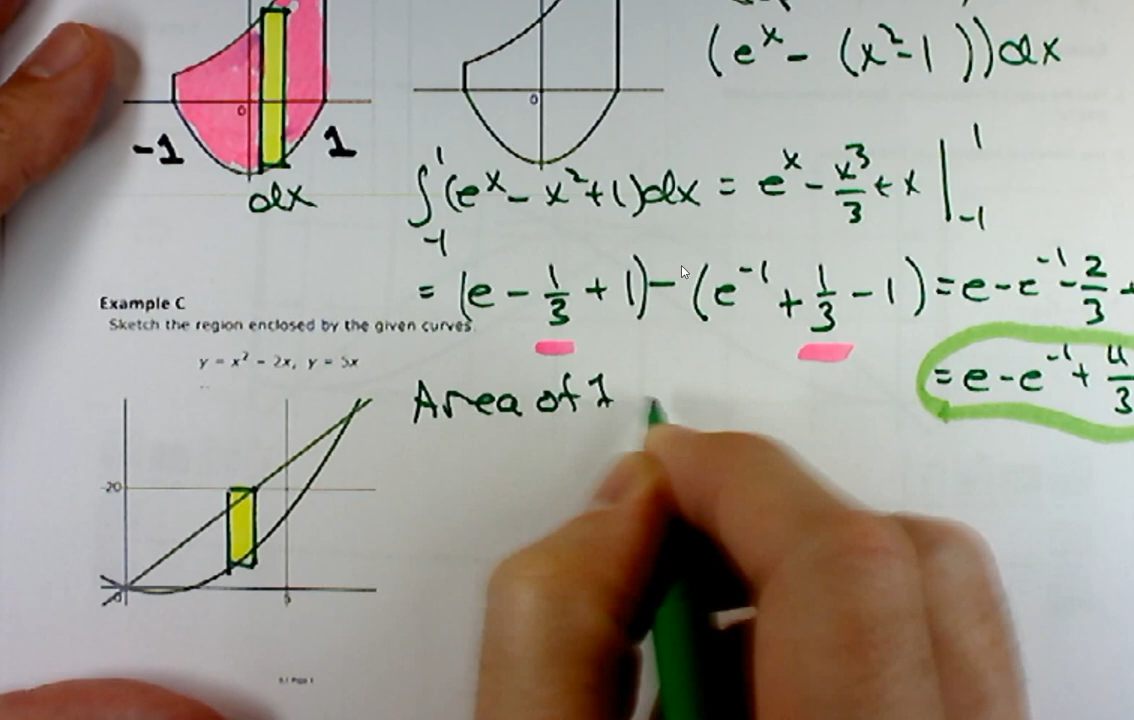 (eˣ - (x²-1))dx
-1 0 1 0
dx
∫₋₁¹ (eˣ - x²+1)dx = eˣ - x³/3 + x |₋₁¹
= (e - 1/3 + 1) - (e⁻¹ + 1/3 - 1) = e - e⁻¹ - 2/3 +
= e - e⁻¹ + 4/3
Example C
Sketch the region enclosed by the given curves
y = x² - 2x, y = 5x
Area of 1
20
0 5